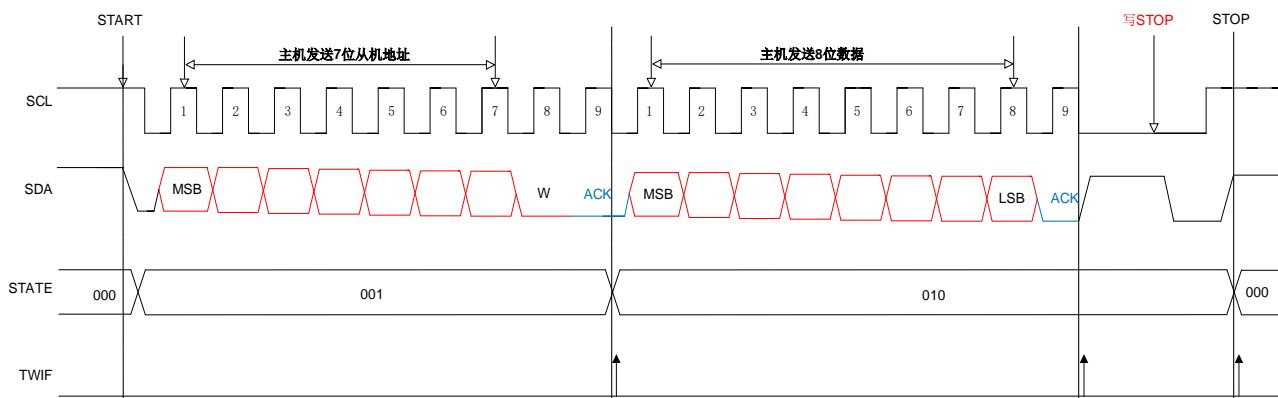 START 写STOP STOP
主机发送7位从机地址 主机发送8位数据
SCL 1 2 3 4 5 6 7 8 9 1 2 3 4 5 6 7 8 9
SDA MSB W ACK MSB LSB ACK
STATE 000 001 010 000
TWIF